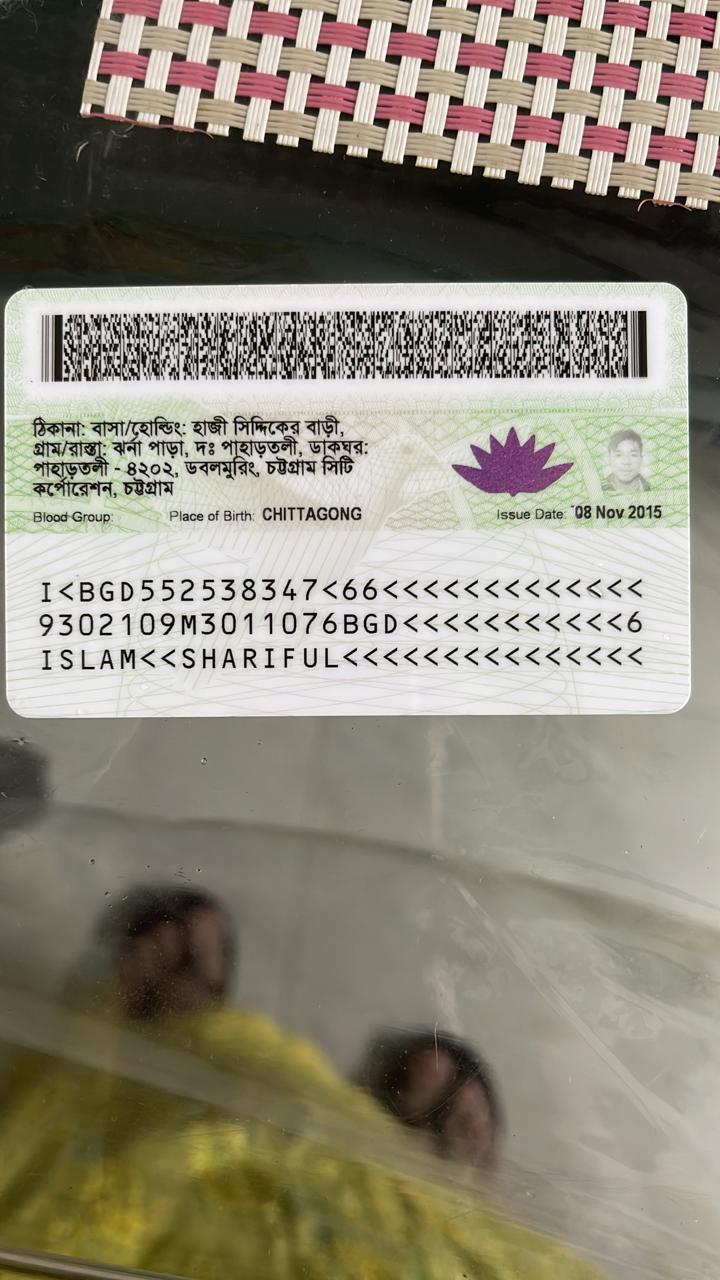 ঠিকানা: বাসা/হোল্ডিং: হাজী সিদ্দিকের বাড়ী,
গ্রাম/রাস্তা: ঝর্না পাড়া, দঃ পাহাড়তলী, ডাকঘর:
পাহাড়তলী - ৪২০২, ডবলমুরিং, চট্টগ্রাম সিটি
কর্পোরেশন, চট্টগ্রাম
Blood Group: Place of Birth: CHITTAGONG Issue Date: 08 Nov 2015
I<BGD552538347<66<<<<<<<<<<<<<
9302109M3011076BGD<<<<<<<<<<<6
ISLAM<<SHARIFUL<<<<<<<<<<<<<<<